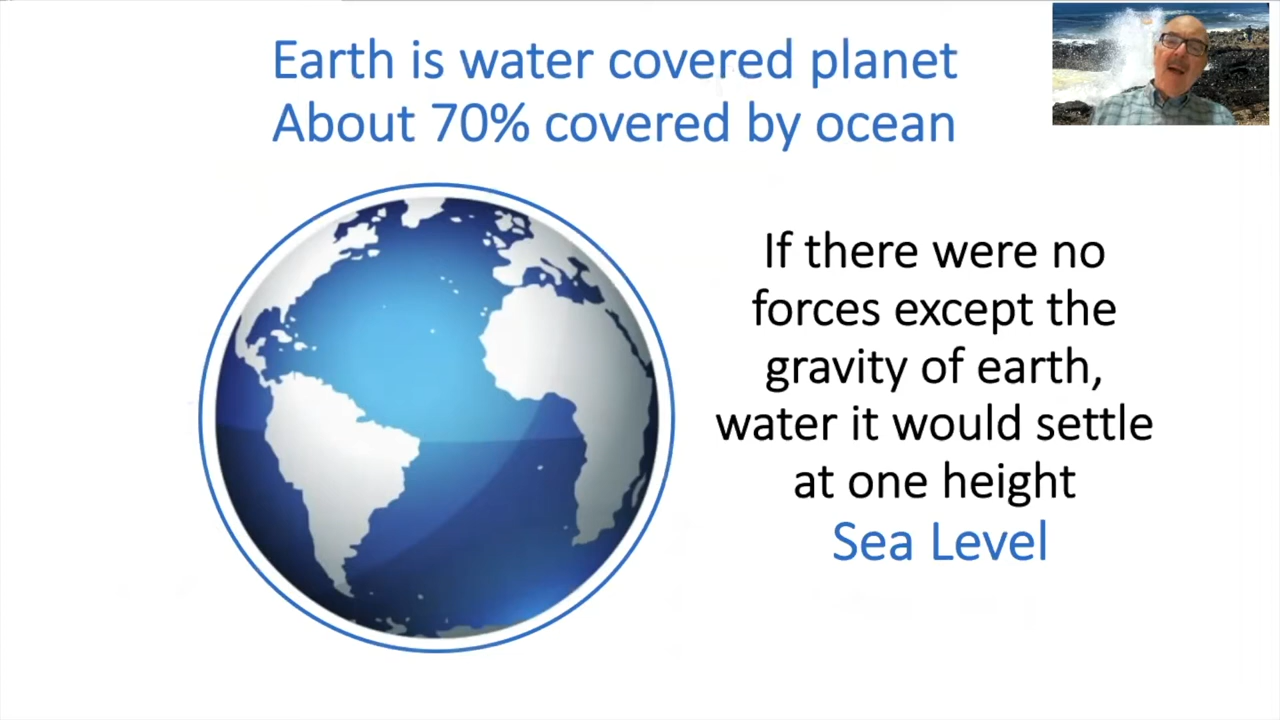 Earth is water covered planet
About 70% covered by ocean
If there were no
forces except the
gravity of earth,
water it would settle
at one height
Sea Level